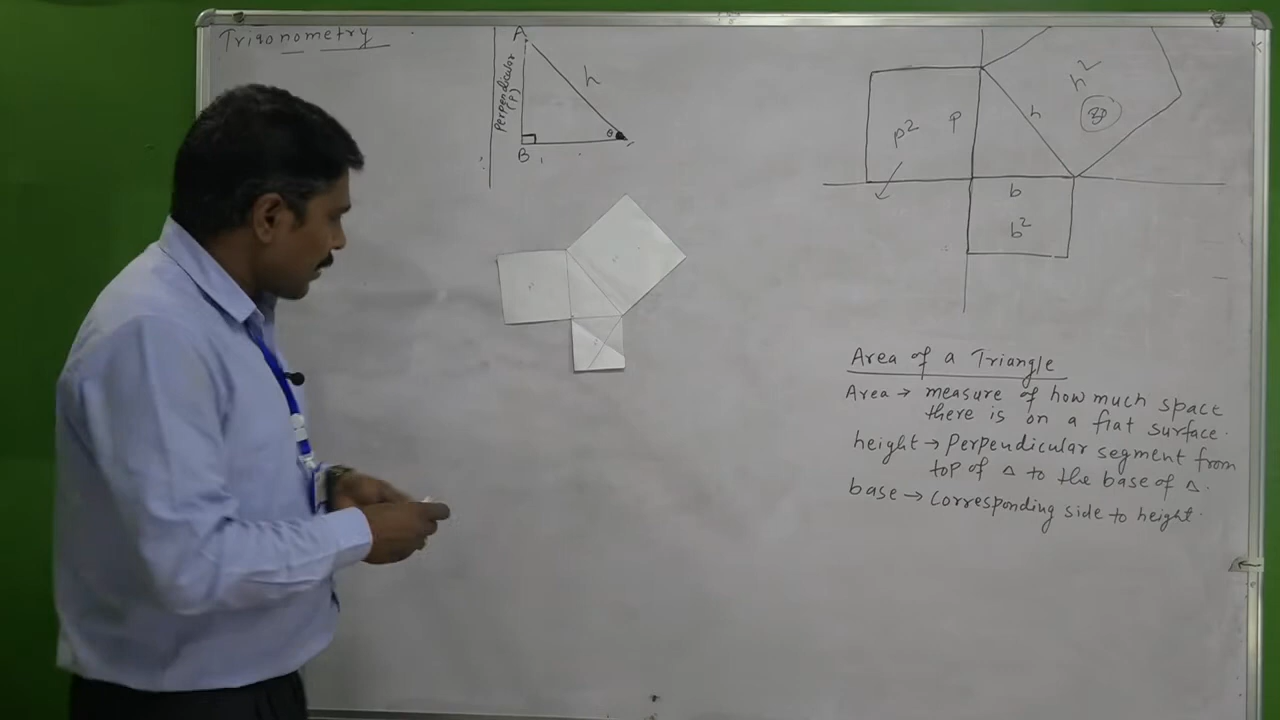 Trigonometry
A
Perpendicular
(P)
h
θ
B
p²
p
h
h²
b
b²
Area of a Triangle
Area → measure of how much space
there is on a flat surface.
height → Perpendicular segment from
top of △ to the base of △.
base → Corresponding side to height.